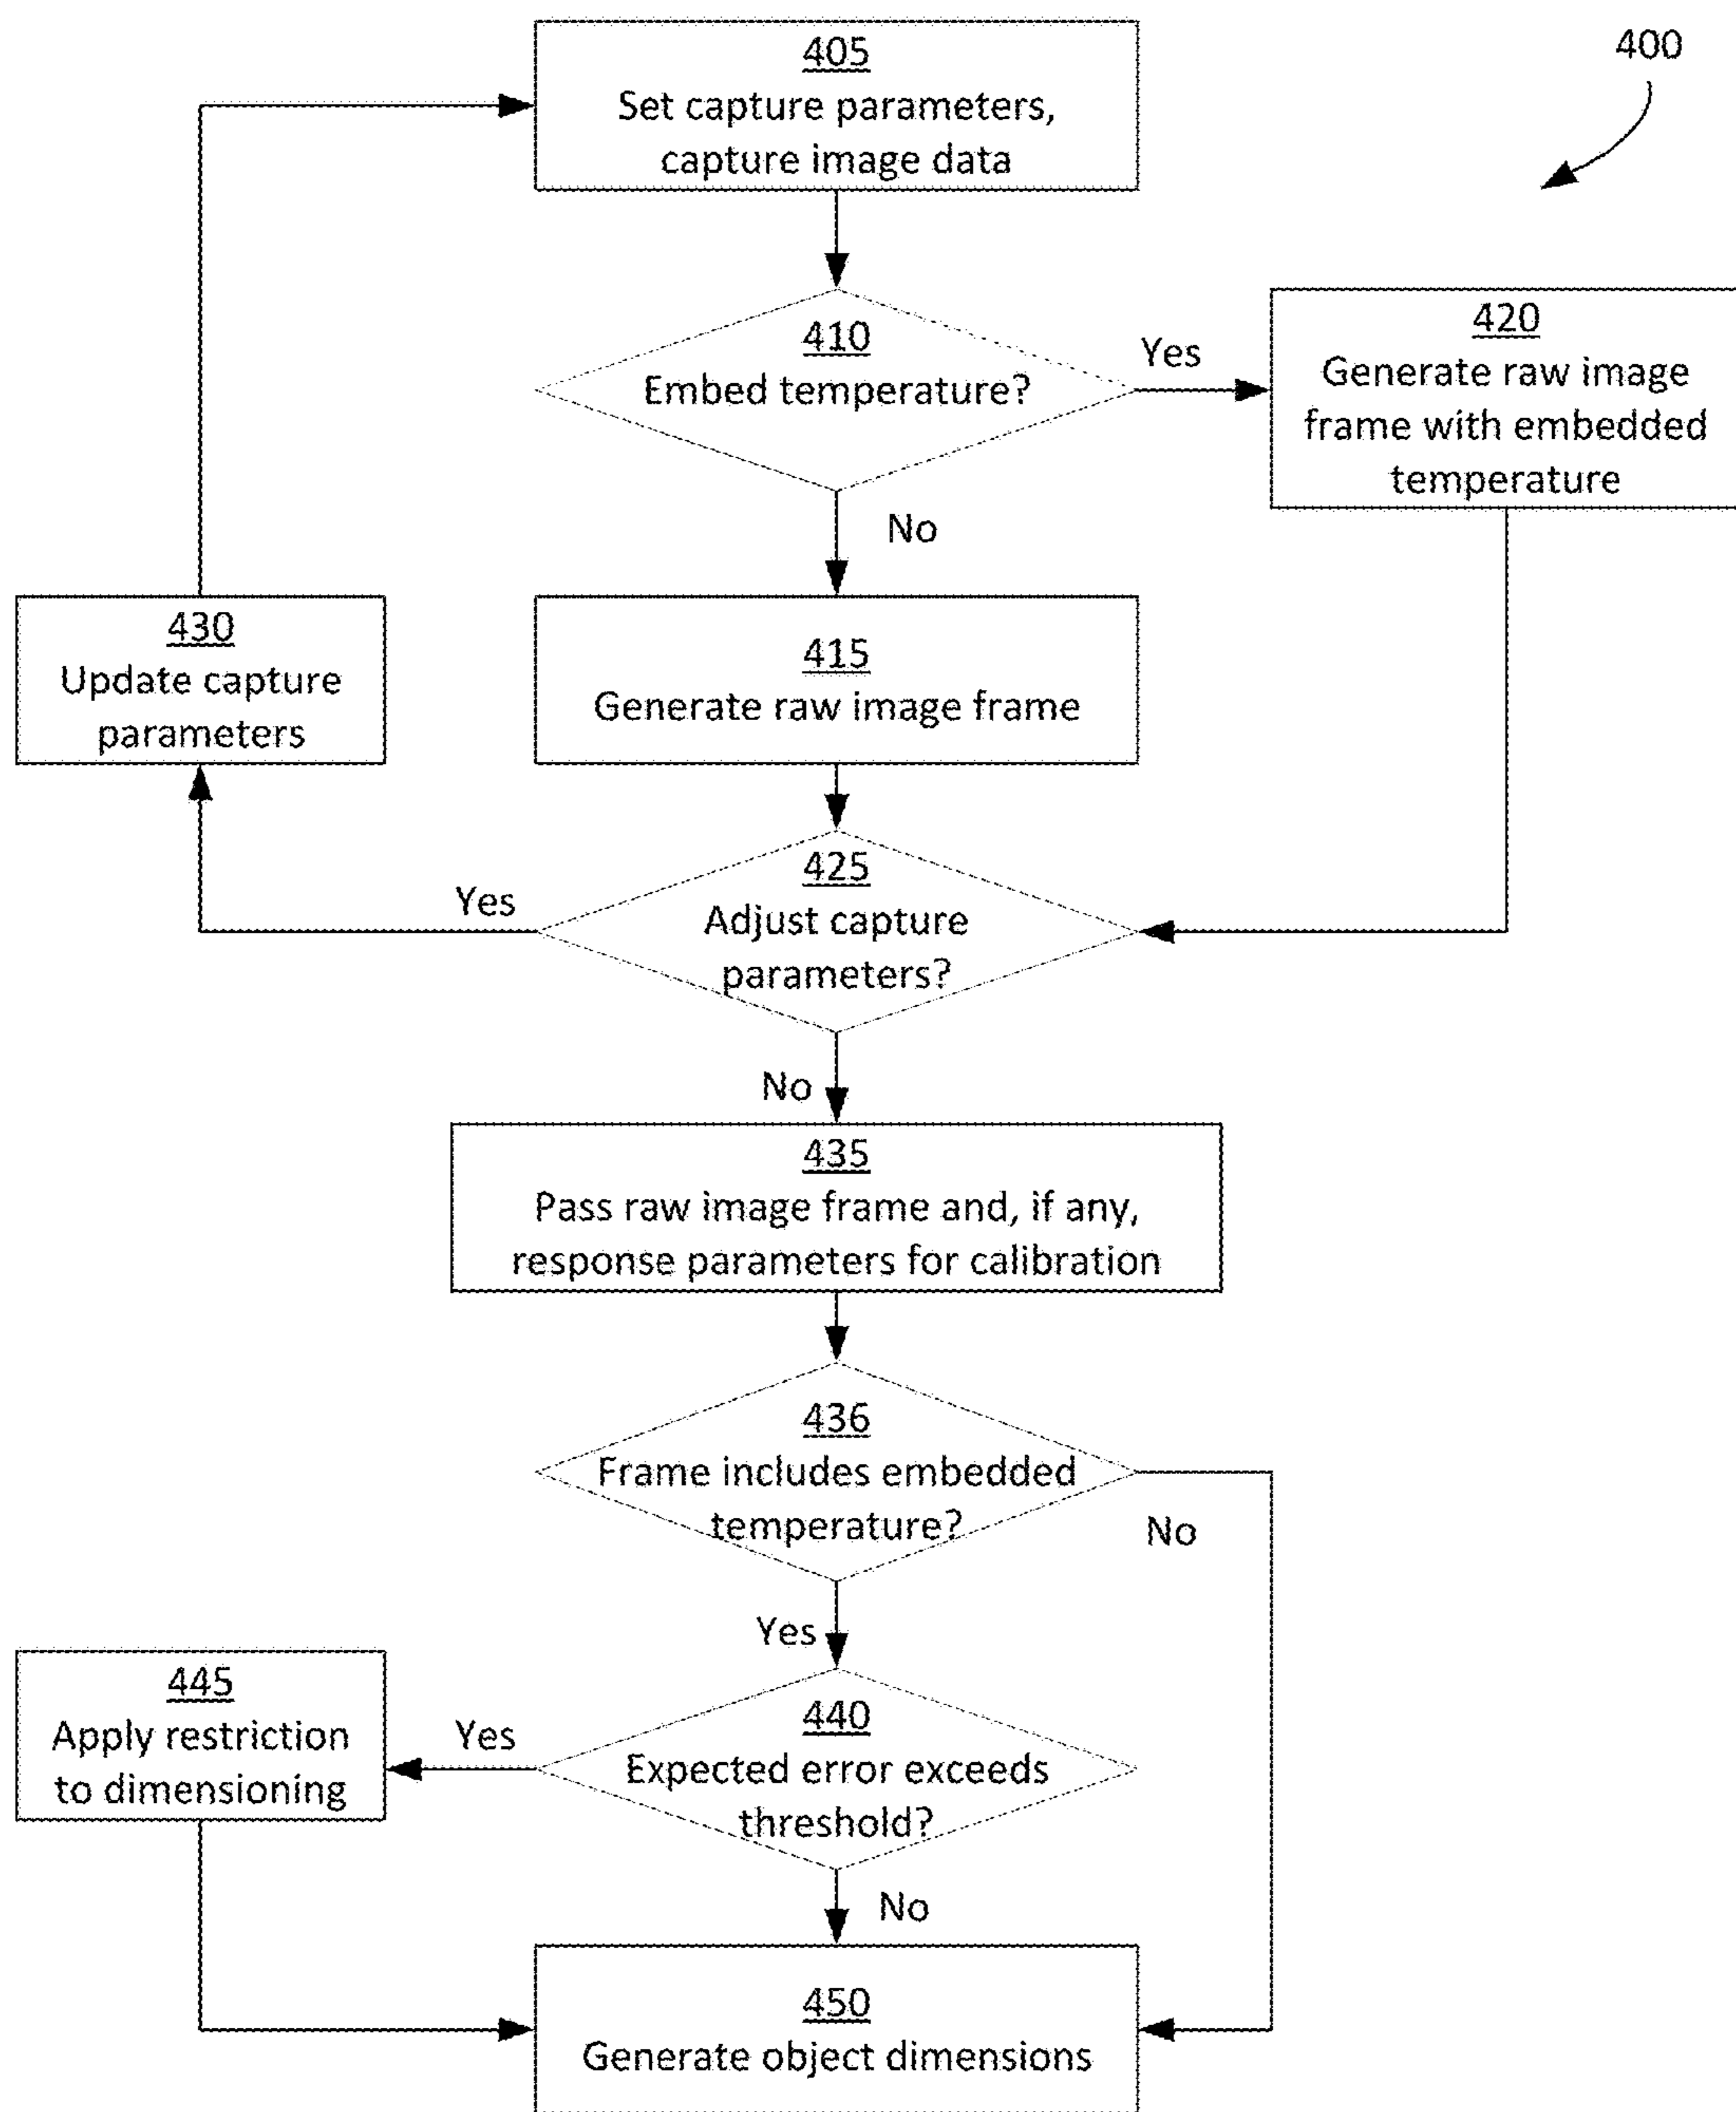 400
405
Set capture parameters,
capture image data
410
Embed temperature?
Yes
420
Generate raw image
frame with embedded
temperature
No
430
Update capture
parameters
415
Generate raw image frame
425
Adjust capture
parameters?
Yes
No
435
Pass raw image frame and, if any,
response parameters for calibration
436
Frame includes embedded
temperature?
No
Yes
440
Expected error exceeds
threshold?
Yes
445
Apply restriction
to dimensioning
No
450
Generate object dimensions